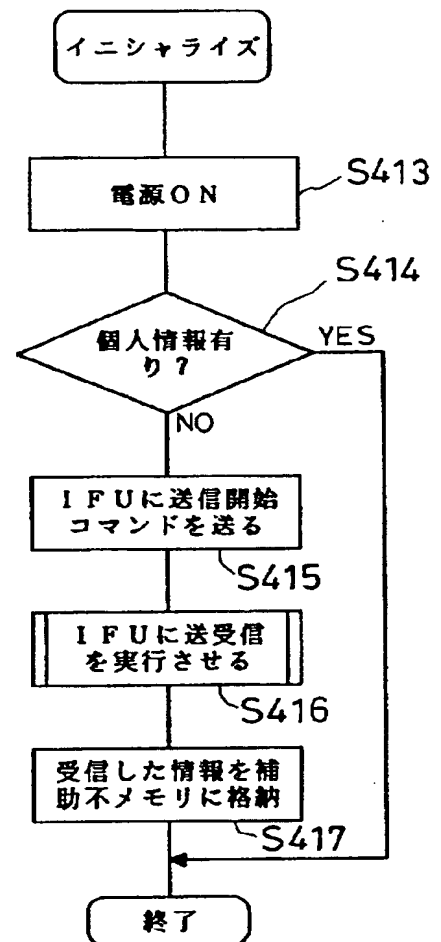 イニシャライズ
電源ON
S413
S414
個人情報有
り?
YES
NO
IFUに送信開始
コマンドを送る
S415
IFUに送受信
を実行させる
S416
受信した情報を補
助不メモリに格納
S417
終了